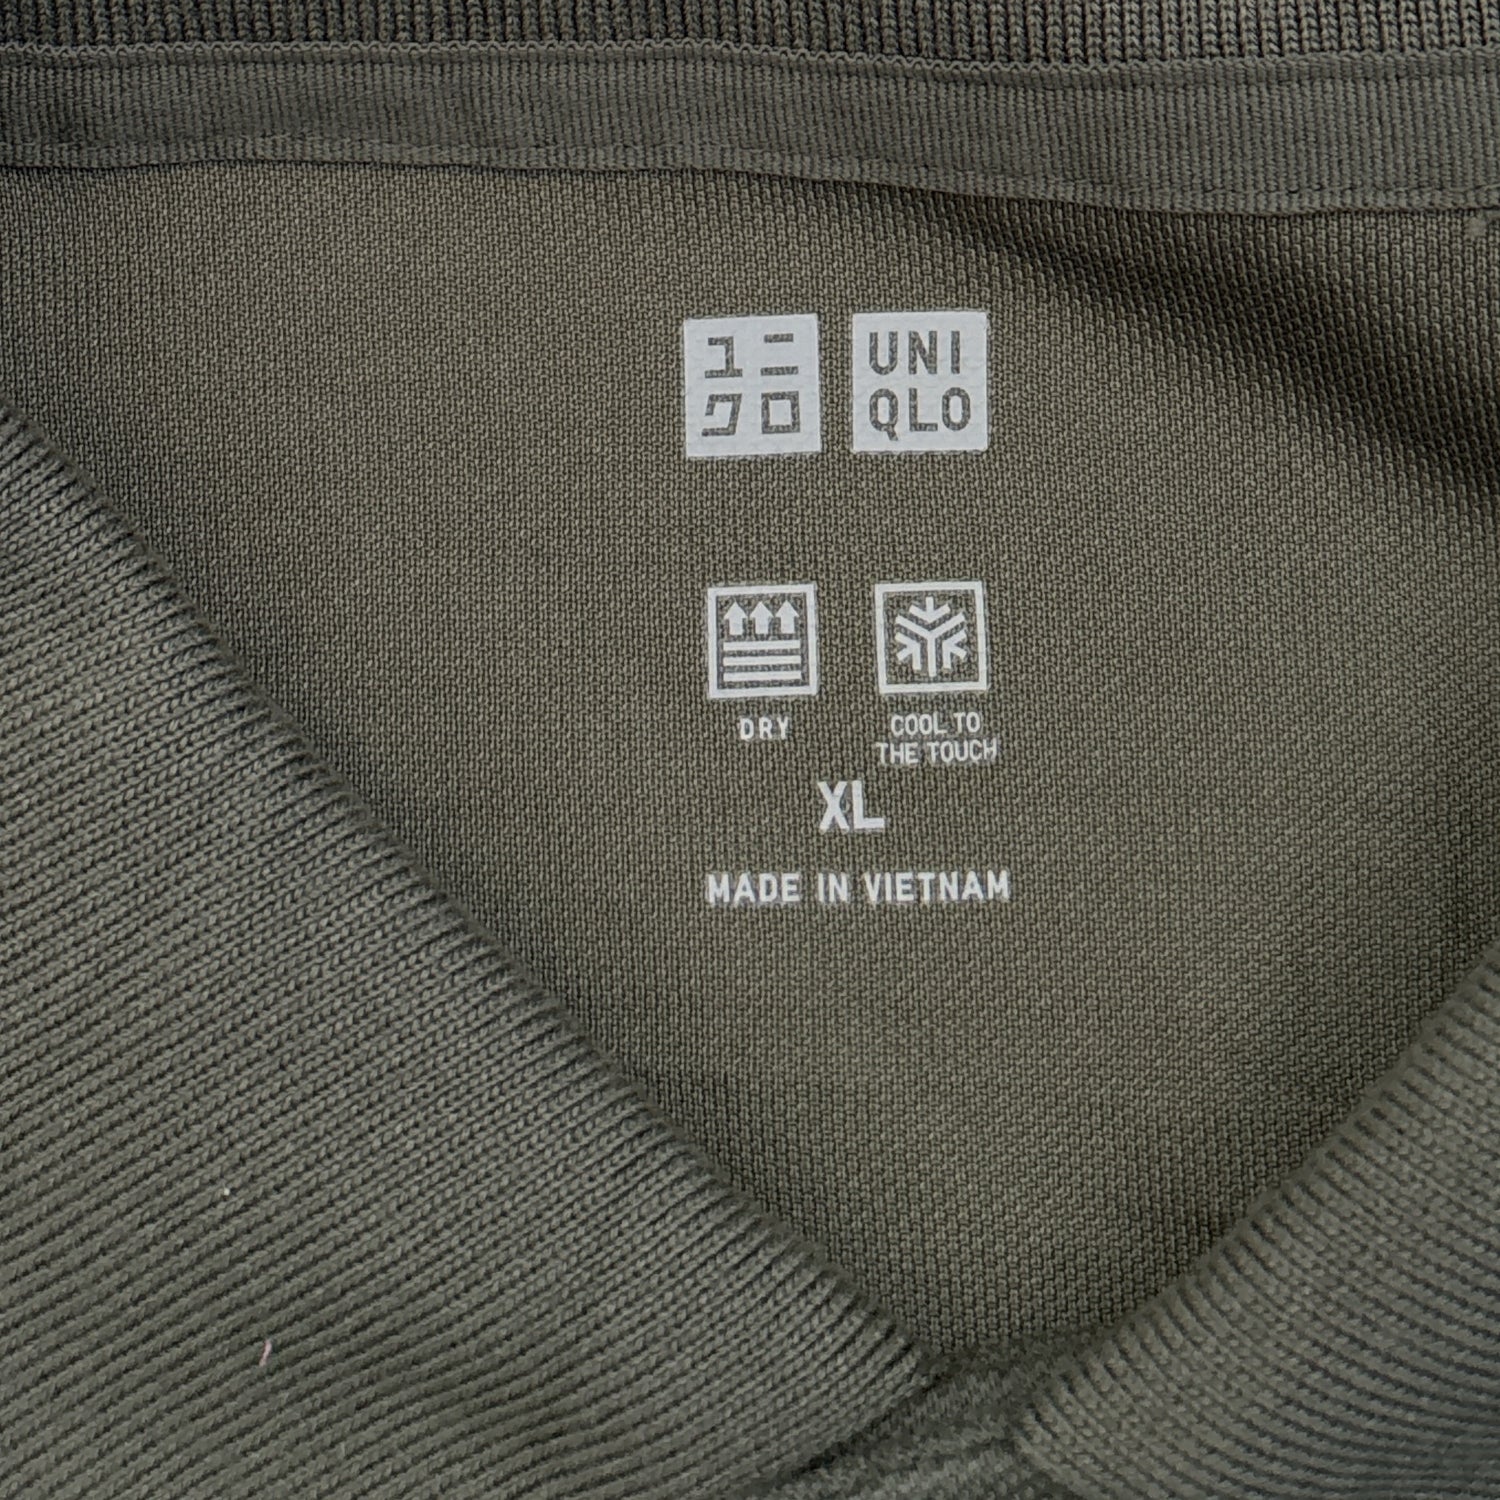 ユニ
クロ
UNI
QLO
DRY
COOL TO
THE TOUCH
XL
MADE IN VIETNAM